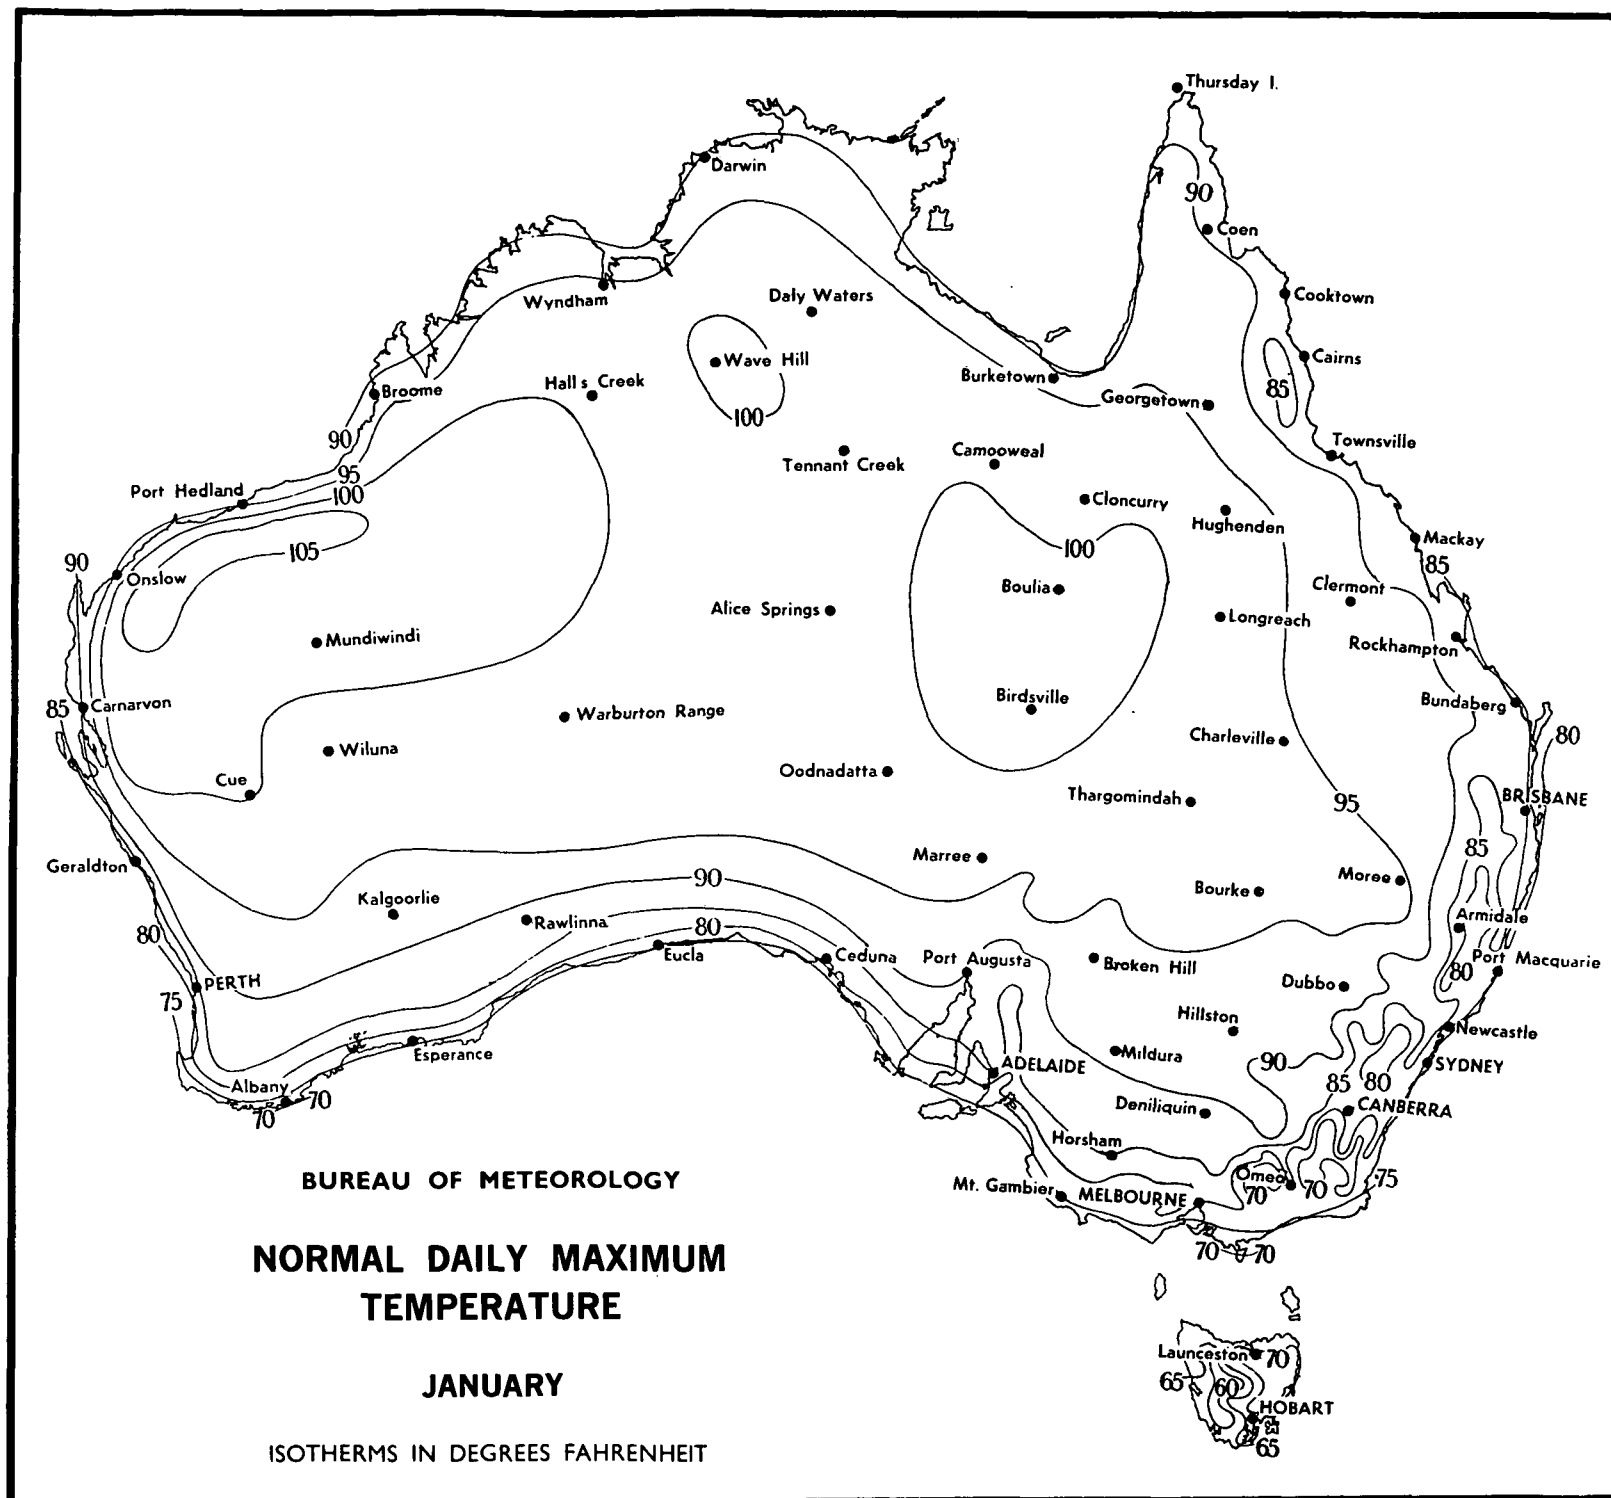 Thursday I.
Darwin
90
Coen
Wyndham
Daly Waters
Cooktown
Wave Hill
Cairns
Broome
Hall s Creek
Burketown
Georgetown
85
100
90
Townsville
95
Tennant Creek
Camooweal
Port Hedland
100
Cloncurry
Hughenden
Mackay
105
100
90
Onslow
85
Boulia
Clermont
Alice Springs
Longreach
Mundiwindi
Rockhampton
85
Carnarvon
Birdsville
Bundaberg
Warburton Range
Wiluna
Charleville
80
Cue
Oodnadatta
Thargomindah
95
BRISBANE
Geraldton
Marree
85
90
Bourke
Moree
Kalgoorlie
Rawlinna
80
Armidale
80
Eucla
Ceduna
Port Augusta
Broken Hill
80
Port Macquarie
PERTH
Dubbo
75
Hillston
Newcastle
Esperance
Mildura
90
SYDNEY
ADELAIDE
85
80
Albany
70
70
Deniliquin
CANBERRA
Horsham
Omeo
Mt. Gambier
MELBOURNE
70
70
75
70
70
BUREAU OF METEOROLOGY
NORMAL DAILY MAXIMUM
TEMPERATURE
JANUARY
ISOTHERMS IN DEGREES FAHRENHEIT
Launceston
70
65
60
HOBART
65